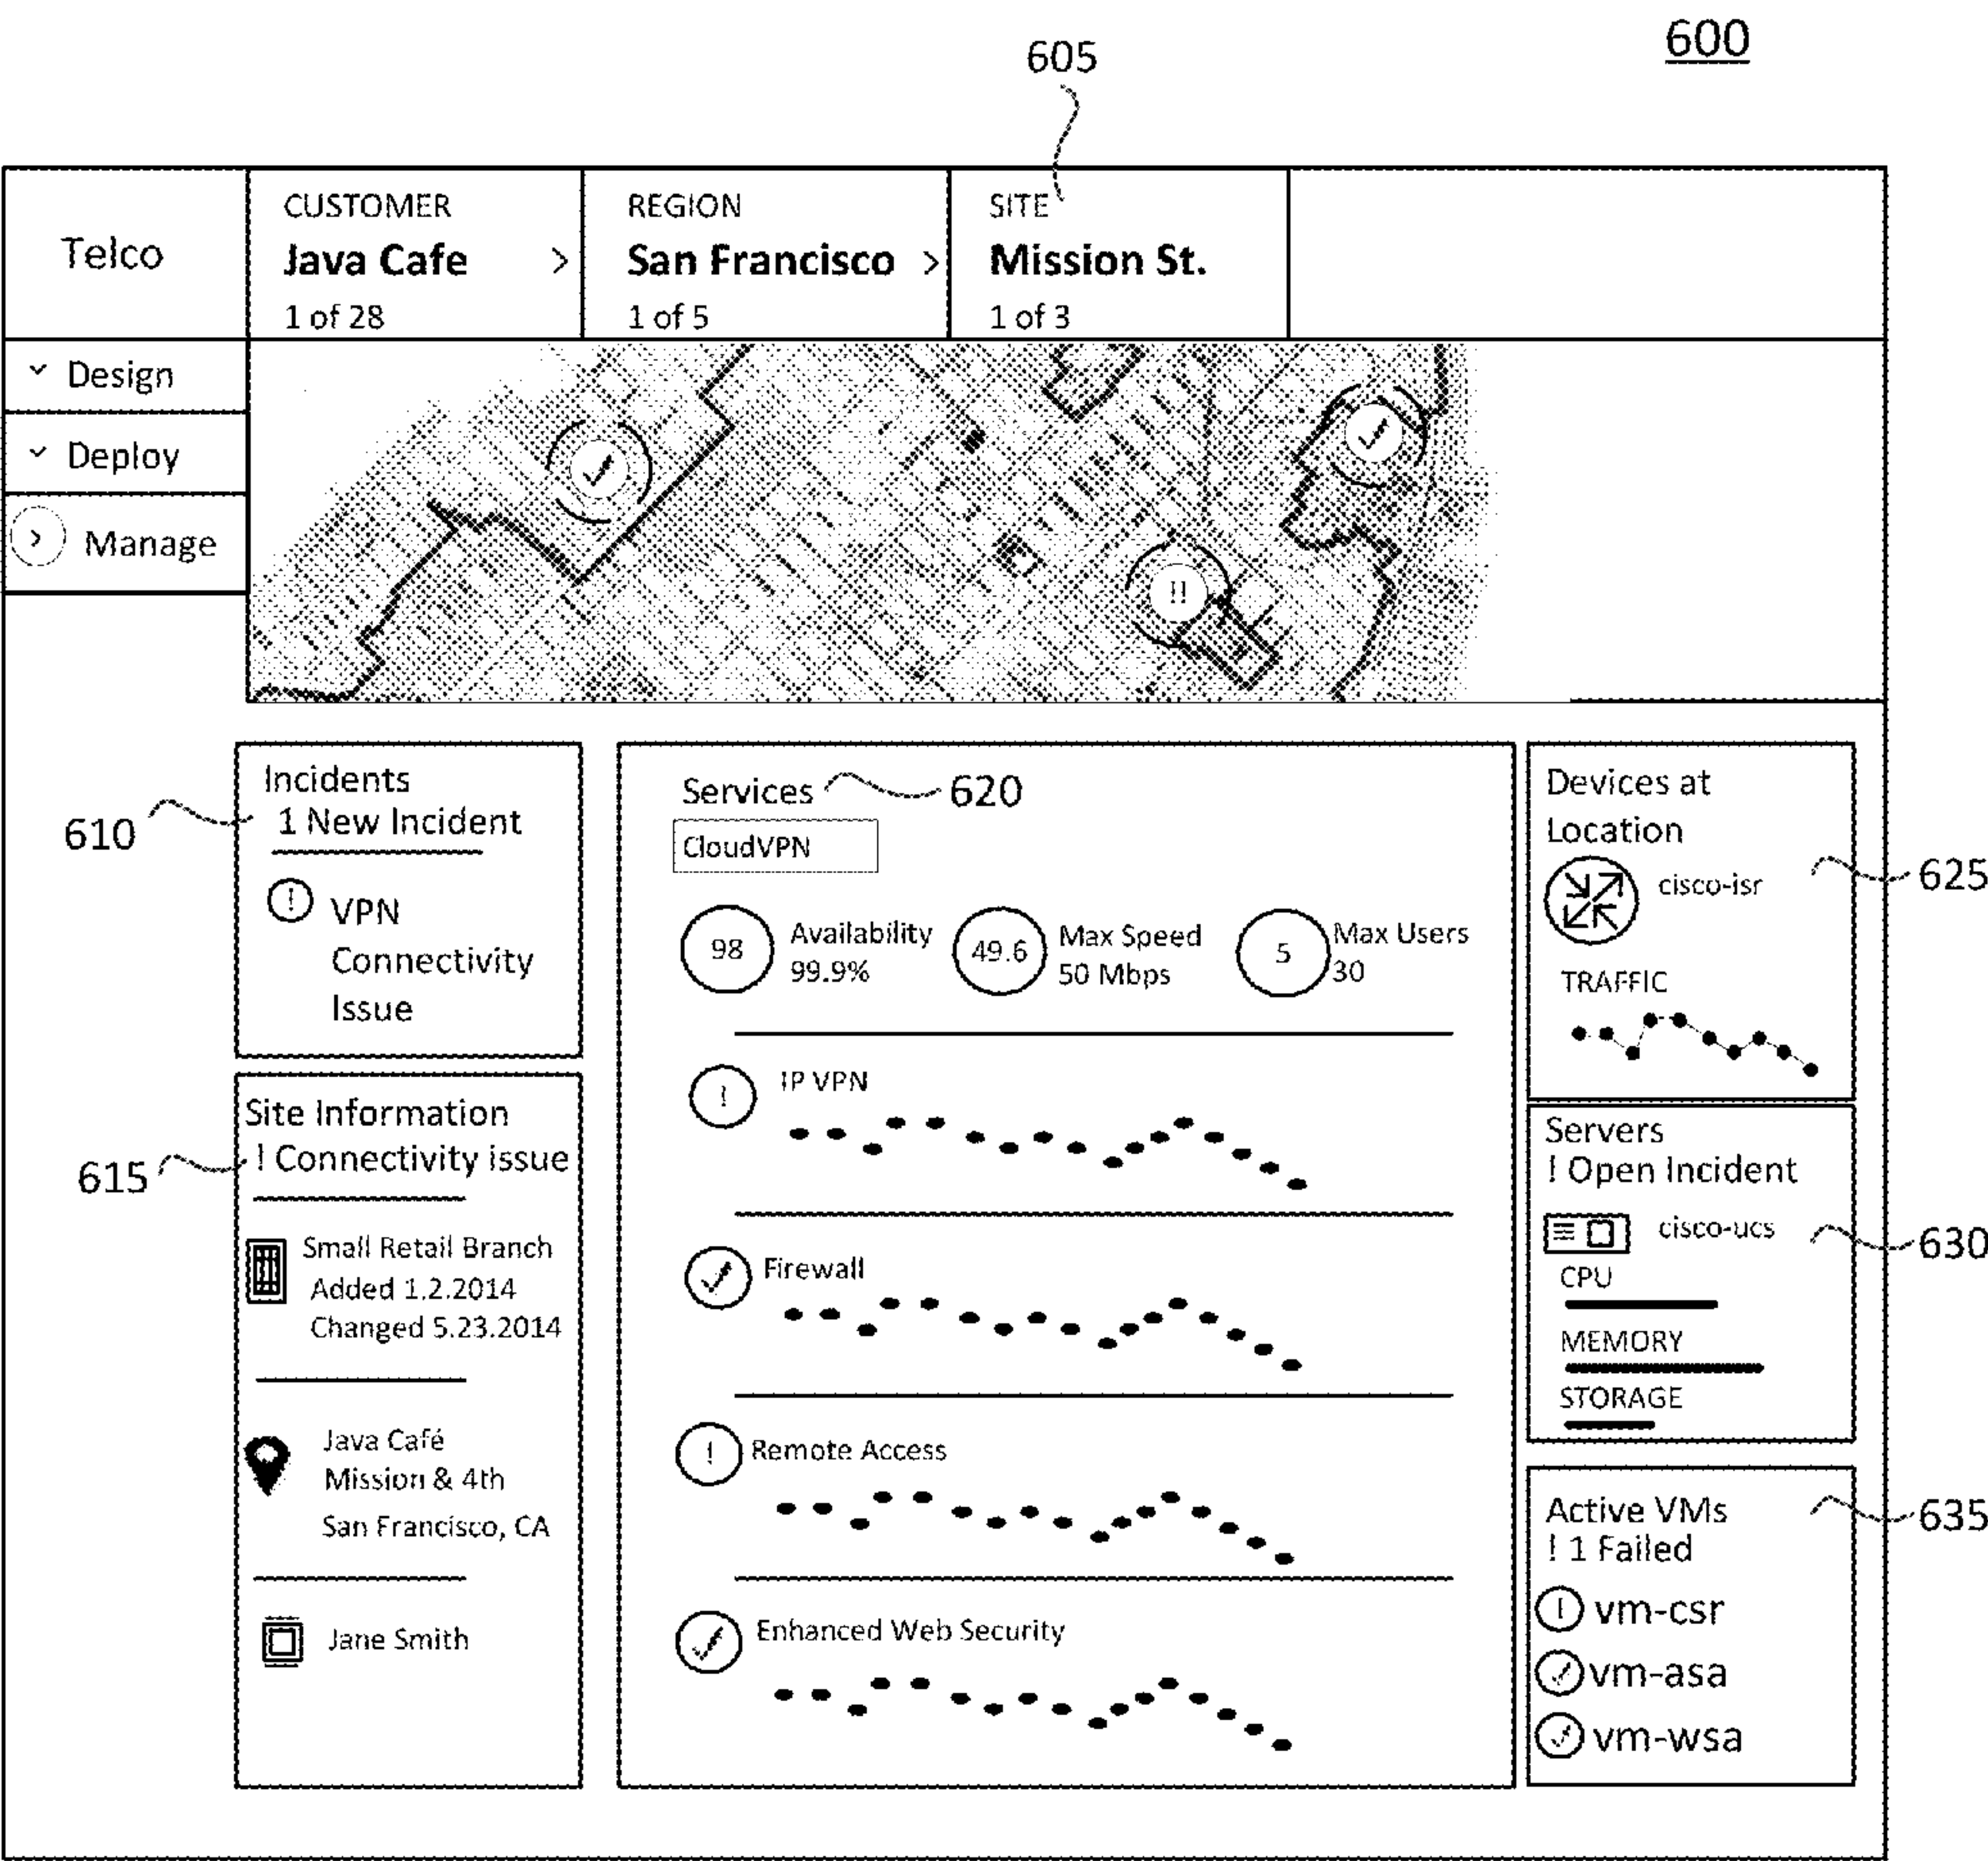 600
605
Telco
CUSTOMER
Java Cafe >
1 of 28
REGION
San Francisco >
1 of 5
SITE
Mission St.
1 of 3
Design
Deploy
> Manage
!!
610
Incidents
1 New Incident
! VPN
Connectivity
Issue
615
Site Information
! Connectivity issue
Small Retail Branch
Added 1.2.2014
Changed 5.23.2014
Java Café
Mission & 4th
San Francisco, CA
Jane Smith
Services
620
CloudVPN
98
Availability
99.9%
49.6
Max Speed
50 Mbps
5
Max Users
30
! IP VPN
Firewall
! Remote Access
Enhanced Web Security
Devices at
Location
625
cisco-isr
TRAFFIC
Servers
! Open Incident
630
cisco-ucs
CPU
MEMORY
STORAGE
635
Active VMs
! 1 Failed
! vm-csr
vm-asa
vm-wsa